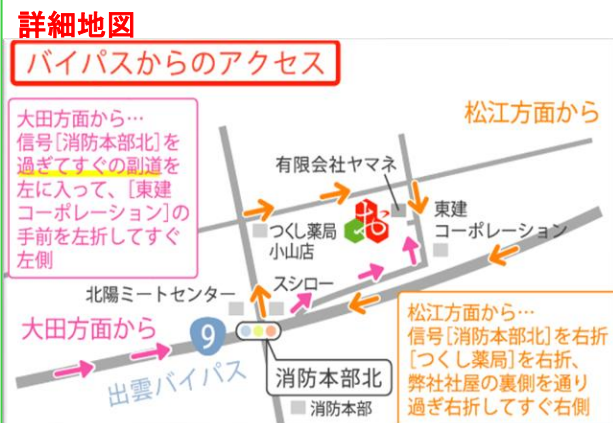 詳細地図
バイパスからのアクセス
大田方面から…
信号[消防本部北]を
過ぎてすぐの副道を
左に入って、[東建
コーポレーション]の
手前を左折してすぐ
左側
松江方面から
有限会社ヤマネ
つくし薬局
小山店
お
東建
コーポレーション
スシロー
北陽ミートセンター
大田方面から
9
出雲バイパス
消防本部北
消防本部
松江方面から…
信号[消防本部北]を右折
[つくし薬局]を右折、
弊社社屋の裏側を通り
過ぎ右折してすぐ右側